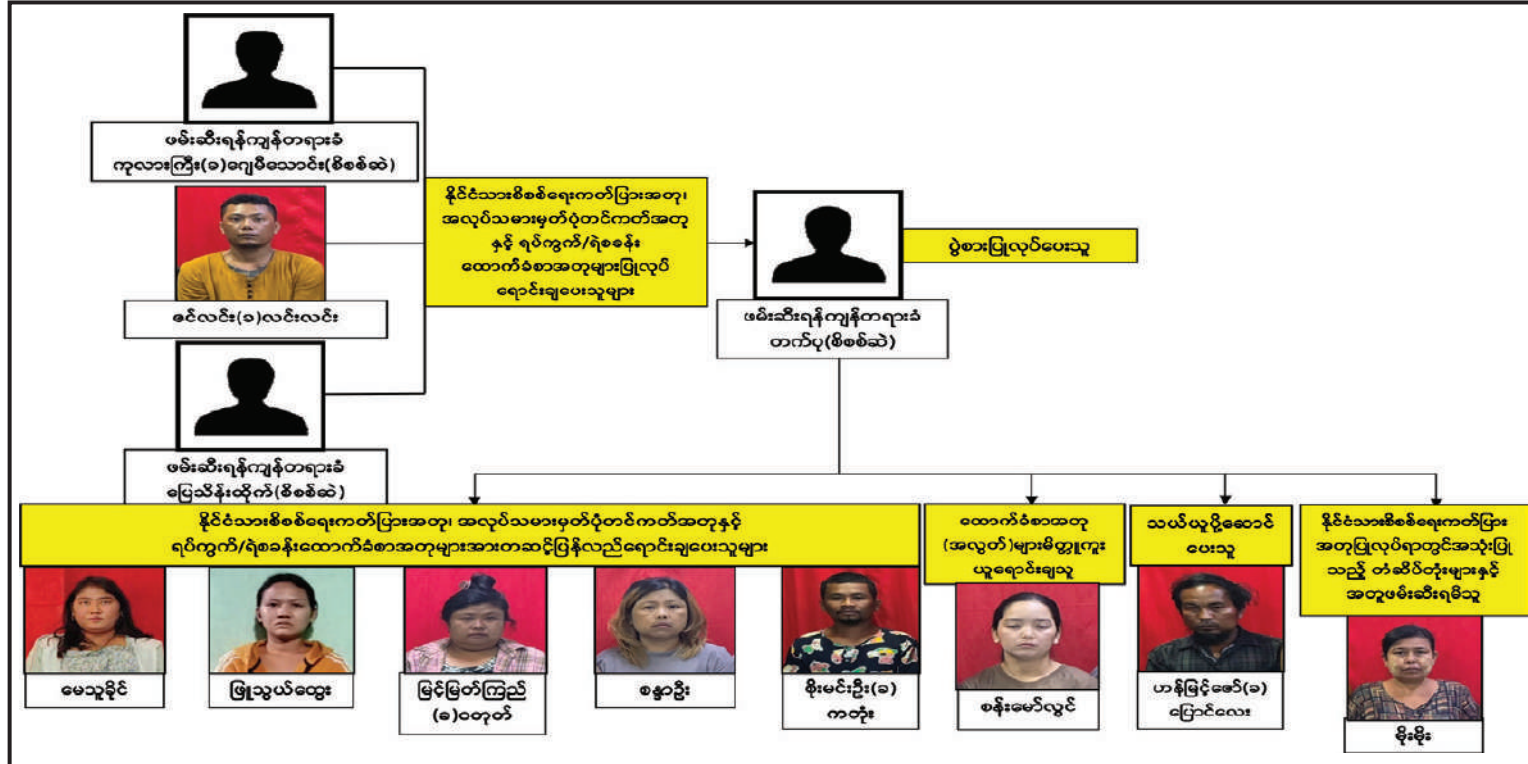 ဖမ်းဆီးရန်ကျန်တရားခံ
ကုလားကြီး(ခ)ဂျေမီသောင်း(စိစစ်ဆဲ)
ဇင်လင်း(ခ)လင်းလင်း
ဖမ်းဆီးရန်ကျန်တရားခံ
ပြေသိန်းထိုက်(စိစစ်ဆဲ)
နိုင်ငံသားစိစစ်ရေးကတ်ပြားအတု၊
အလုပ်သမားမှတ်ပုံတင်ကတ်အတု
နှင့် ရပ်ကွက်/ရဲစခန်း
ထောက်ခံစာအတုများပြုလုပ်
ရောင်းချပေးသူများ
ဖမ်းဆီးရန်ကျန်တရားခံ
တက်ပု(စိစစ်ဆဲ)
ပွဲစားပြုလုပ်ပေးသူ
နိုင်ငံသားစိစစ်ရေးကတ်ပြားအတု၊ အလုပ်သမားမှတ်ပုံတင်ကတ်အတုနှင့်
ရပ်ကွက်/ရဲစခန်းထောက်ခံစာအတုများအားတဆင့်ပြန်လည်ရောင်းချပေးသူများ
မေသူခိုင်
ဖြူသွယ်ထွေး
မြင့်မြတ်ကြည်
(ခ)ဝတုတ်
စန္ဒာဦး
စိုးမင်းဦး(ခ)
ကတုံး
ထောက်ခံစာအတု
(အလွတ်)များမိတ္တူကူး
ယူရောင်းချသူ
စန်းမော်လွင်
သယ်ယူပို့ဆောင်
ပေးသူ
ဟန်မြင့်ဇော်(ခ)
ပြောင်လေး
နိုင်ငံသားစိစစ်ရေးကတ်ပြား
အတုပြုလုပ်ရာတွင်အသုံးပြု
သည့် တံဆိပ်တုံးများနှင့်
အတူဖမ်းဆီးရမိသူ
မိုးမိုး